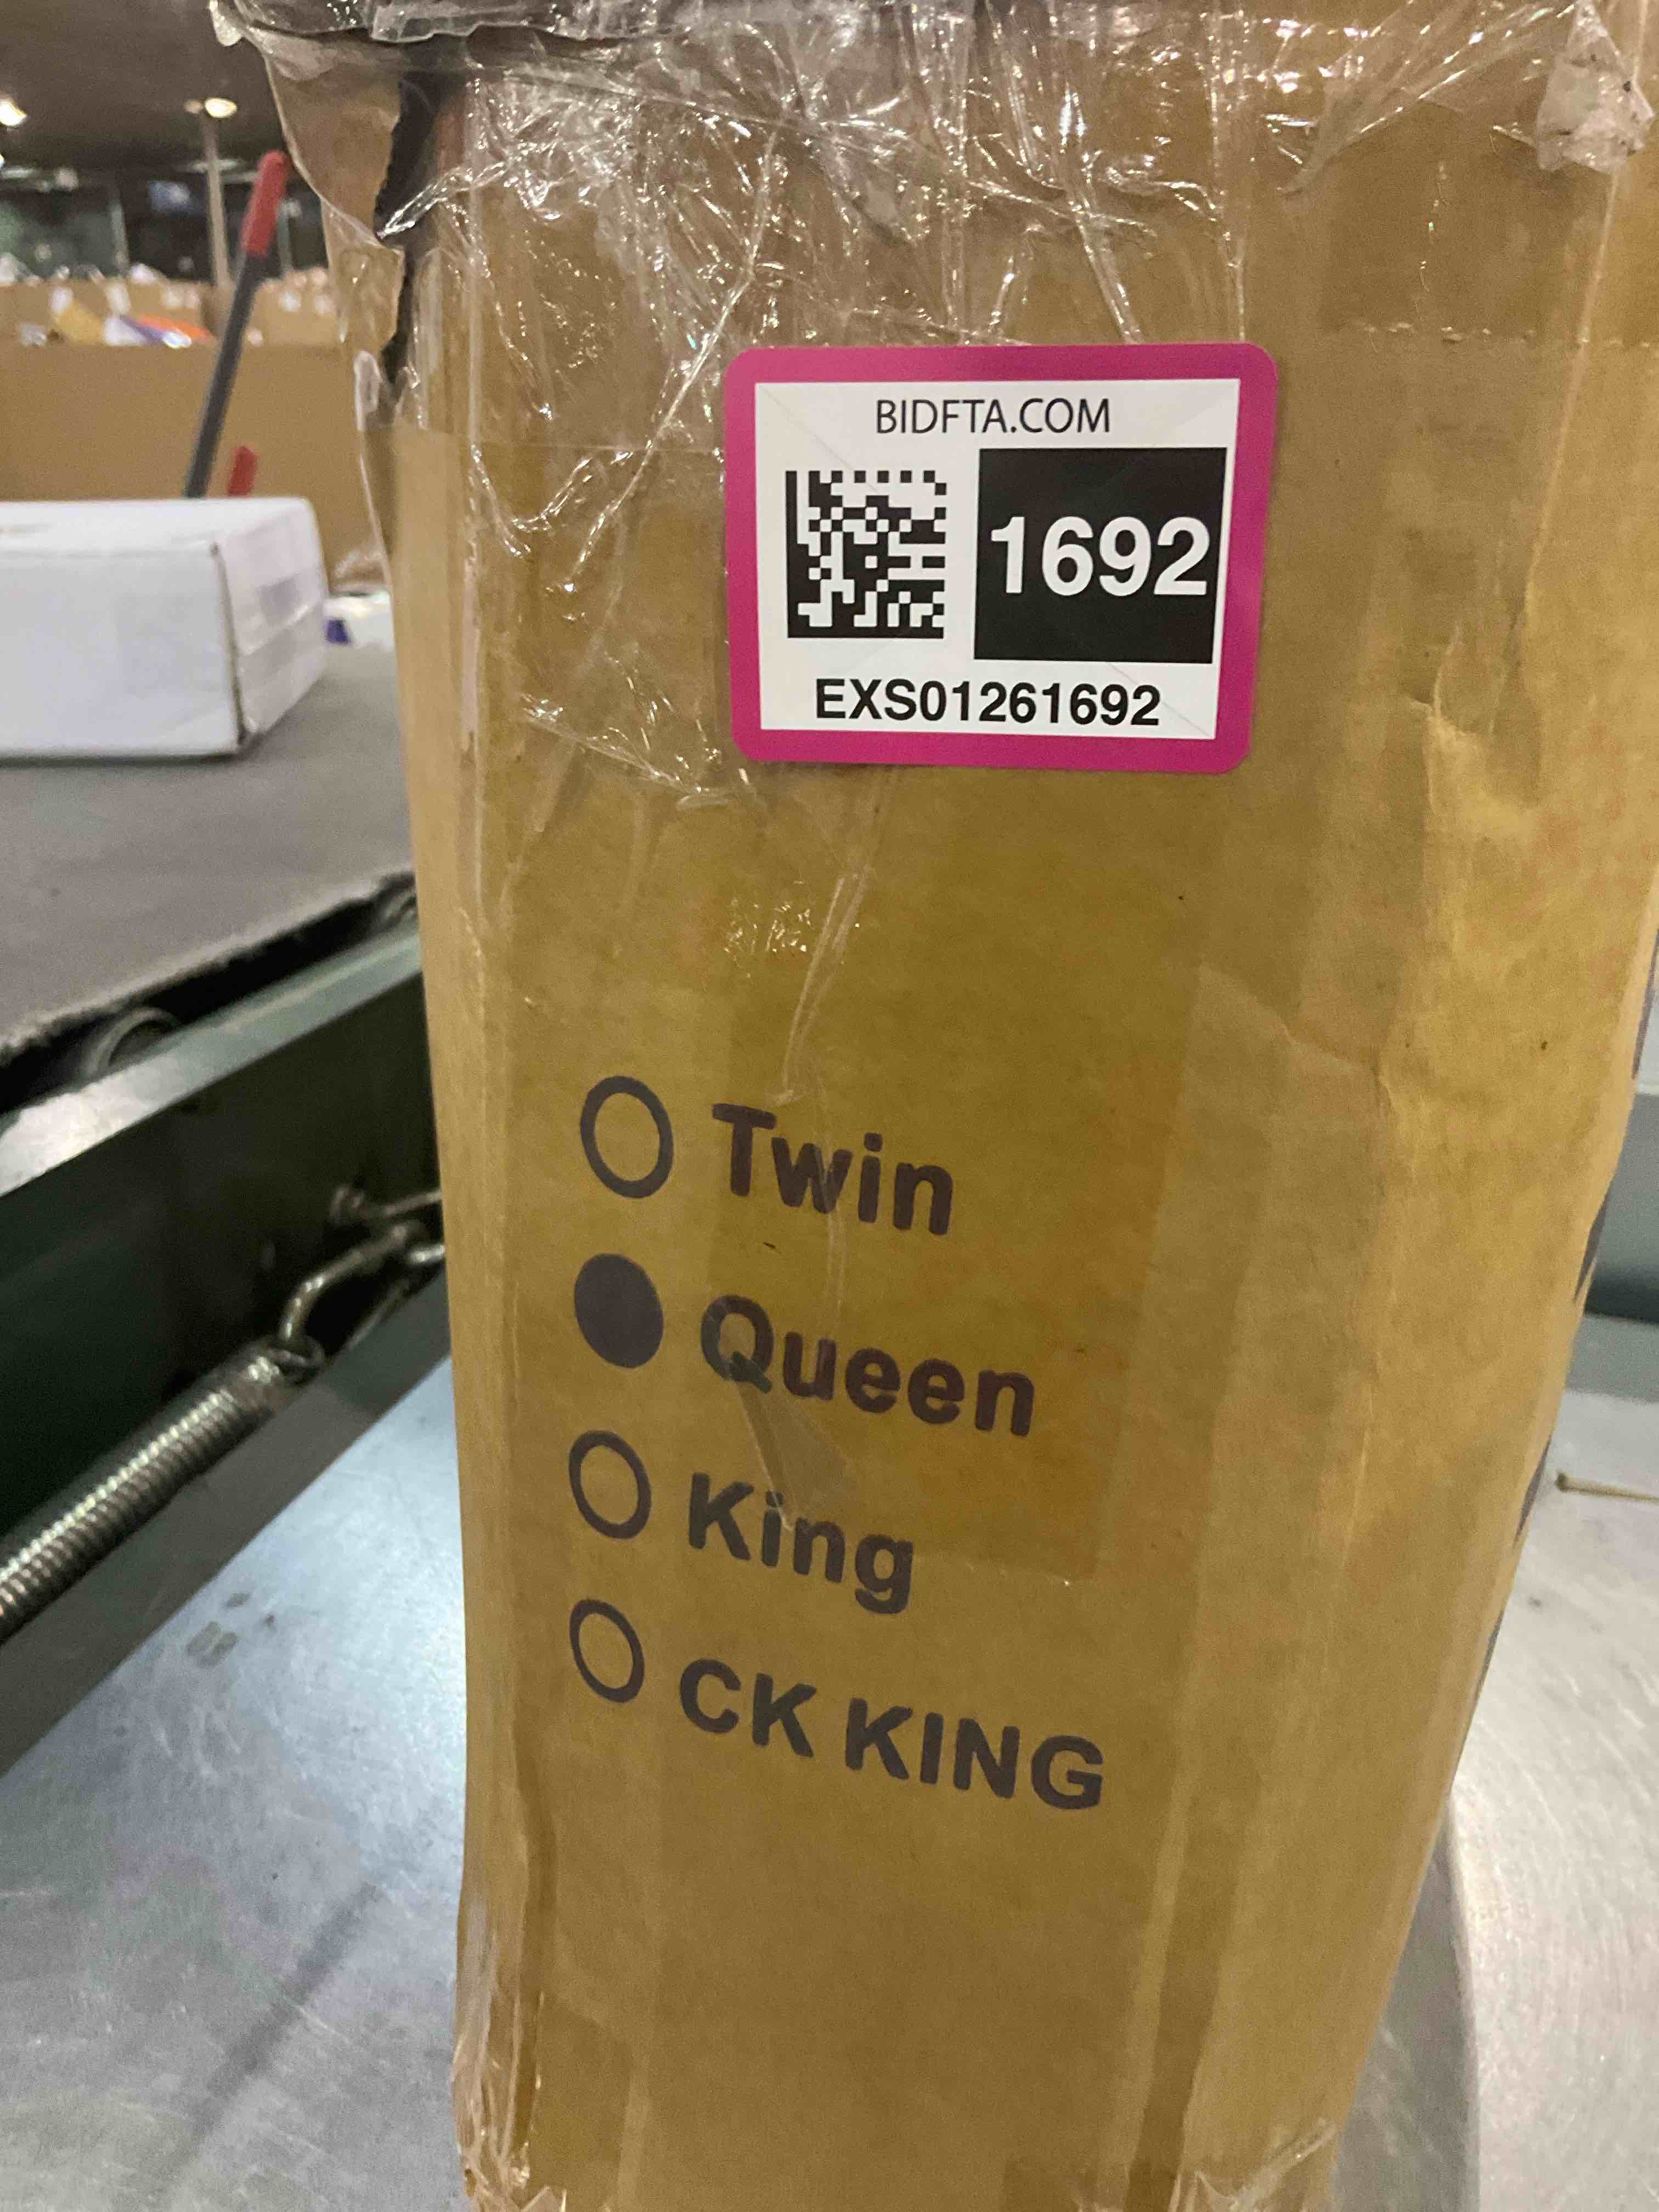 BIDFTA.COM
1692
EXS01261692
Twin
Queen
King
CK KING